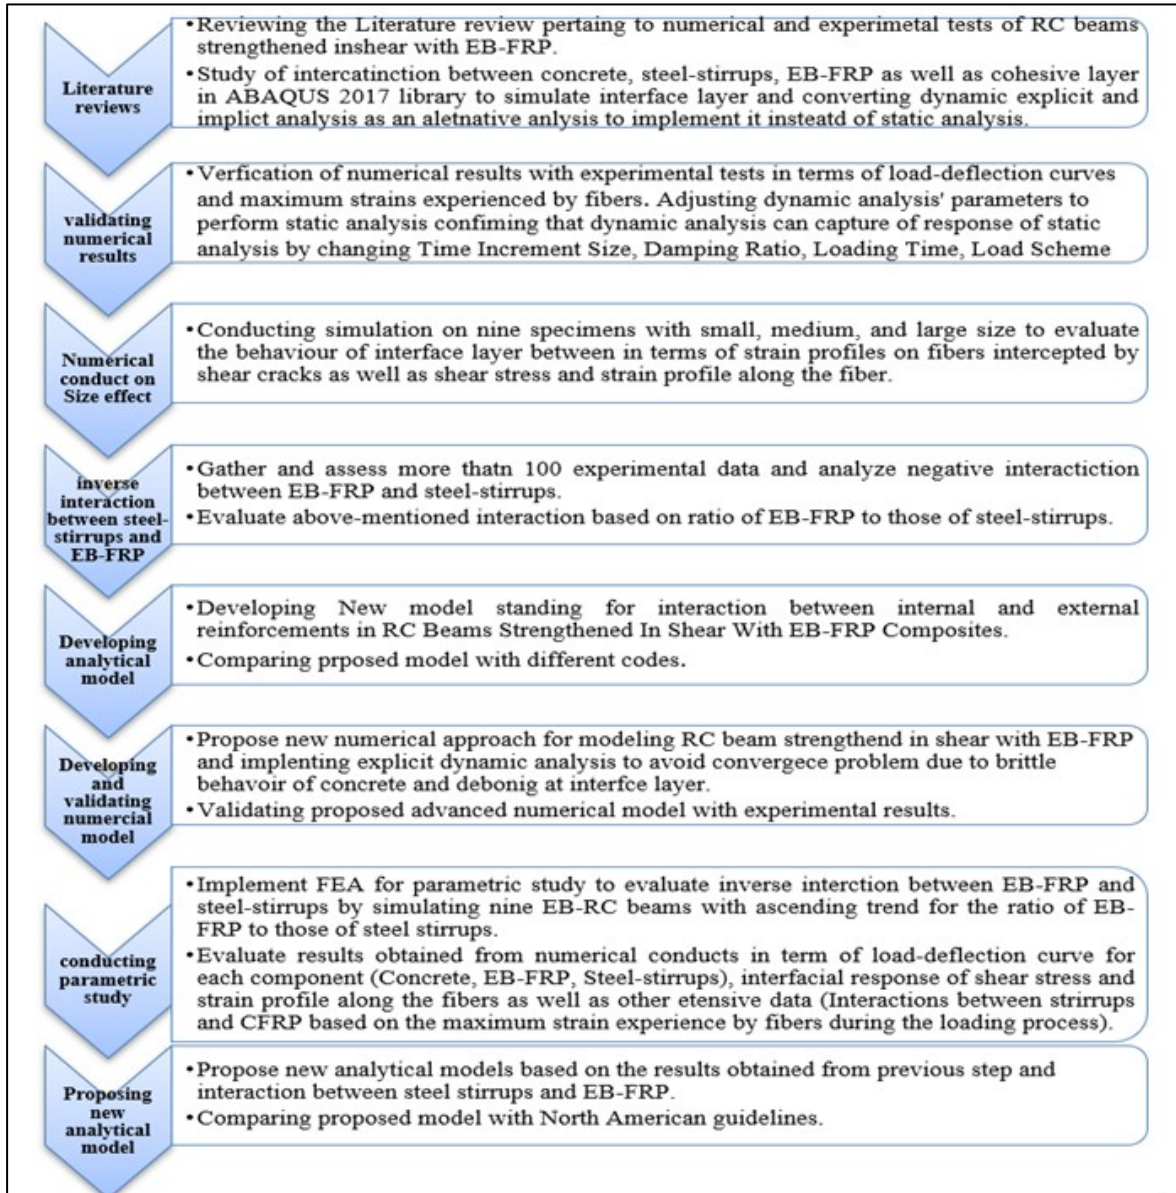 Literature
reviews
•Reviewing the Literature review pertaing to numerical and experimetal tests of RC beams
strengthened inshear with EB-FRP.
•Study of intercatinction between concrete, steel-stirrups, EB-FRP as well as cohesive layer
in ABAQUS 2017 library to simulate interface layer and converting dynamic explicit and
implict analysis as an aletnative anlysis to implement it insteatd of static analysis.
validating
numerical
results
•Verfication of numerical results with experimental tests in terms of load-deflection curves
and maximum strains experienced by fibers. Adjusting dynamic analysis' parameters to
perform static analysis confiming that dynamic analysis can capture of response of static
analysis by changing Time Increment Size, Damping Ratio, Loading Time, Load Scheme
Numerical
conduct on
Size effect
•Conducting simulation on nine specimens with small, medium, and large size to evaluate
the behaviour of interface layer between in terms of strain profiles on fibers intercepted by
shear cracks as well as shear stress and strain profile along the fiber.
inverse
interaction
between steel-
stirrups and
EB-FRP
•Gather and assess more thatn 100 experimental data and analyze negative interactiction
between EB-FRP and steel-stirrups.
•Evaluate above-mentioned interaction based on ratio of EB-FRP to those of steel-stirrups.
Developing
analytical
model
•Developing New model standing for interaction between internal and external
reinforcements in RC Beams Strengthened In Shear With EB-FRP Composites.
•Comparing prposed model with different codes.
Developing
and
validating
numercial
model
•Propose new numerical approach for modeling RC beam strengthend in shear with EB-FRP
and implenting explicit dynamic analysis to avoid convergece problem due to brittle
behavoir of concrete and debonig at interfce layer.
•Validating proposed advanced numerical model with experimental results.
conducting
parametric
study
•Implement FEA for parametric study to evaluate inverse interction between EB-FRP and
steel-stirrups by simulating nine EB-RC beams with ascending trend for the ratio of EB-
FRP to those of steel stirrups.
•Evaluate results obtained from numerical conducts in term of load-deflection curve for
each component (Concrete, EB-FRP, Steel-stirrups), interfacial response of shear stress and
strain profile along the fibers as well as other etensive data (Interactions between strirrups
and CFRP based on the maximum strain experience by fibers during the loading process).
Proposing
new
analytical
model
•Propose new analytical models based on the results obtained from previous step and
interaction between steel stirrups and EB-FRP.
•Comparing proposed model with North American guidelines.